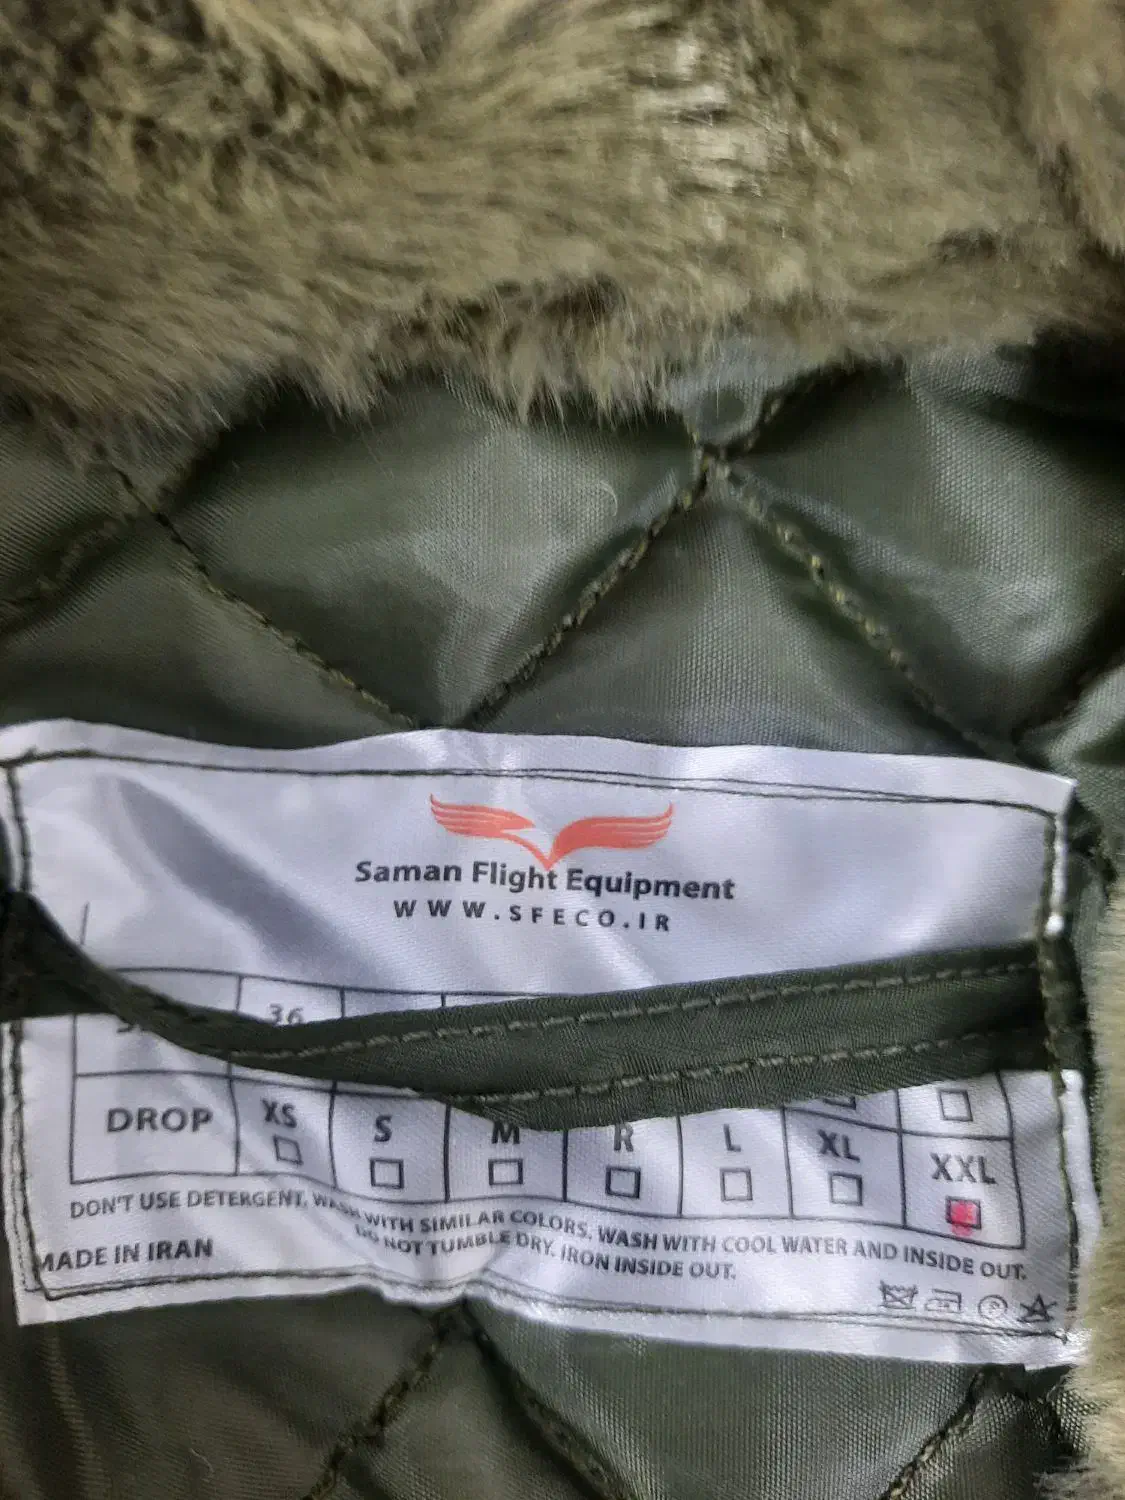 Saman Flight Equipment
WWW.SFECO.IR
36
DROP XS S M R L XL XXL
DON'T USE DETERGENT. WASH WITH SIMILAR COLORS. WASH WITH COOL WATER AND INSIDE OUT.
DO NOT TUMBLE DRY. IRON INSIDE OUT.
MADE IN IRAN